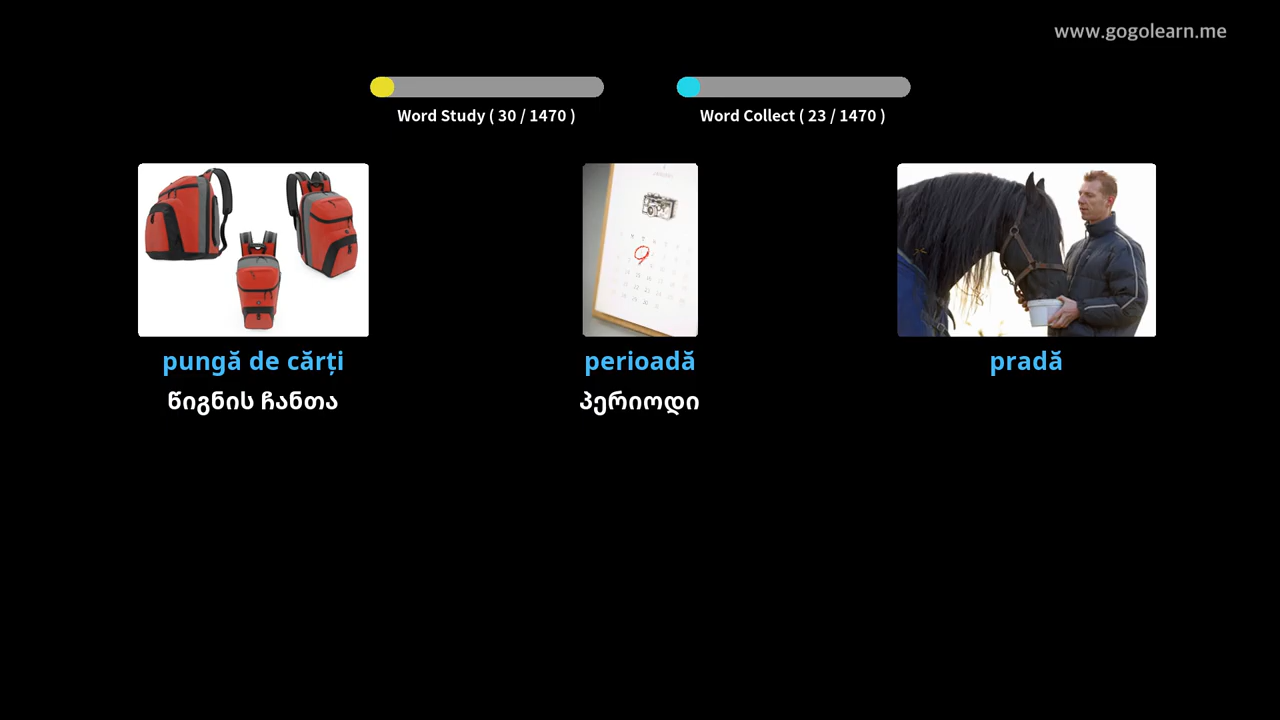 www.gogolearn.me
Word Study ( 30 / 1470 )
Word Collect ( 23 / 1470 )
pungă de cărți
perioadă
pradă
წიგნის ჩანთა
პერიოდი